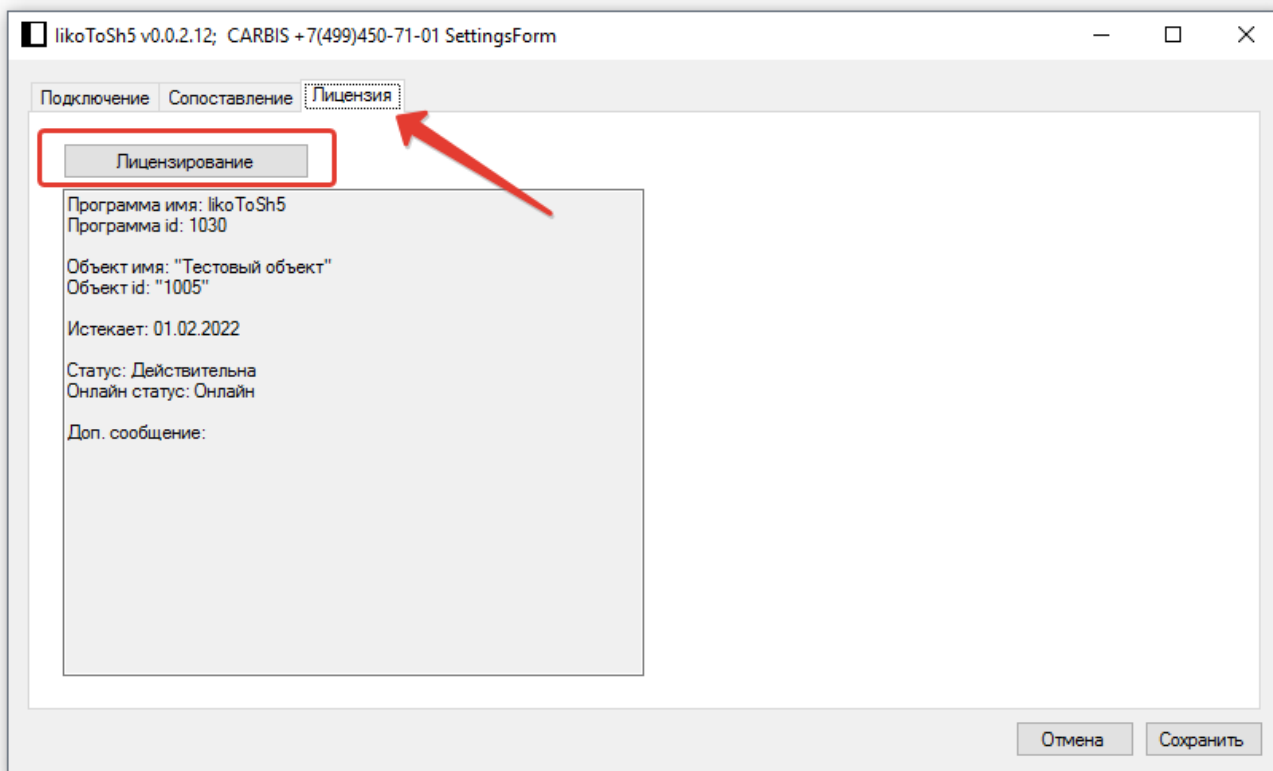 IikoToSh5 v0.0.2.12; CARBIS +7(499)450-71-01 SettingsForm
Подключение Сопоставление Лицензия
Лицензирование
Программа имя: IikoToSh5
Программа id: 1030
Объект имя: "Тестовый объект"
Объект id: "1005"
Истекает: 01.02.2022
Статус: Действительна
Онлайн статус: Онлайн
Доп. сообщение:
Отмена Сохранить